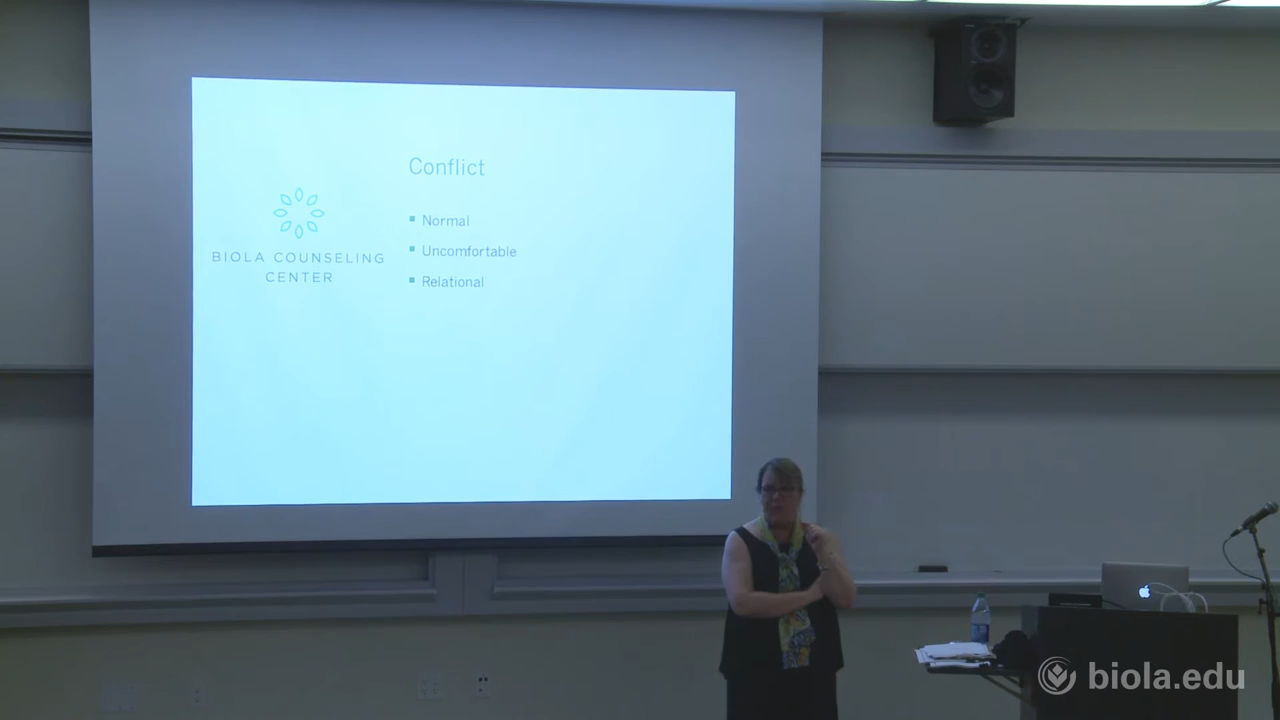 Conflict
Normal
Uncomfortable
Relational
BIOLA COUNSELING
CENTER
biola.edu